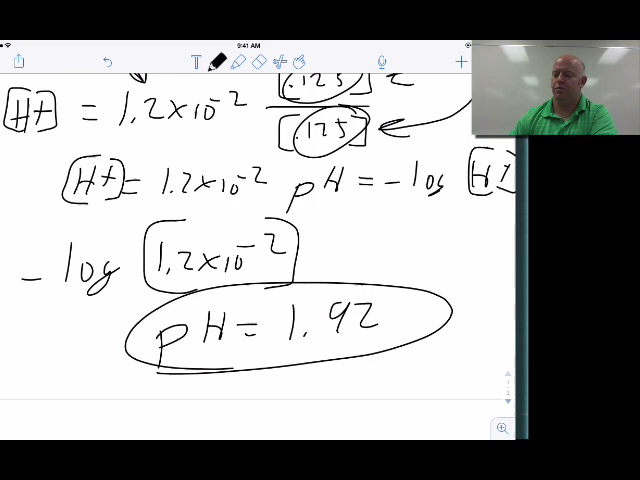 9:41 AM
[.125]
[H+] = 1.2x10-2
[.125]
[H+] = 1.2x10-2 pH = -log [H+]
- log [1.2x10-2]
pH = 1.92